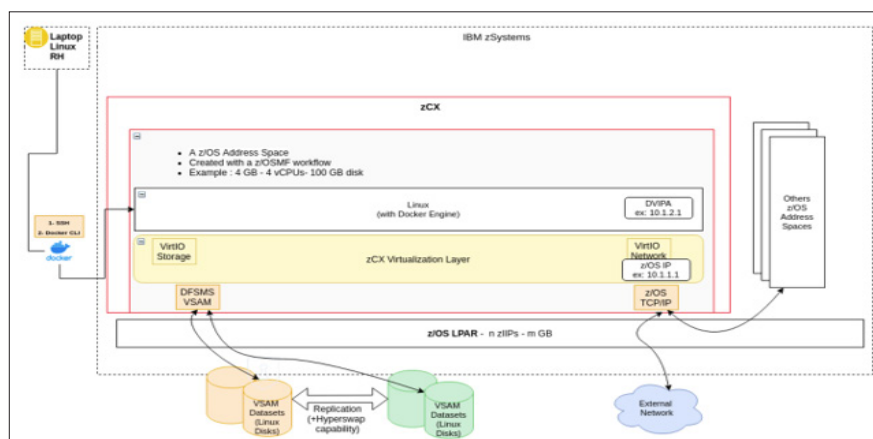 Laptop
Linux
RH
IBM zSystems
zCX
A z/OS Address Space
Created with a z/OSMF workflow
Example : 4 GB - 4 vCPUs- 100 GB disk
Linux
(with Docker Engine)
DVIPA
ex: 10.1.2.1
Others
z/OS
Address
Spaces
1- SSH
2- Docker CLI
docker
VirtIO
Storage
zCX Virtualization Layer
VirtIO
Network
z/OS IP
ex: 10.1.1.1
DFSMS
VSAM
z/OS
TCP/IP
z/OS LPAR - n zIIPs - m GB
VSAM
Datasets
(Linux
Disks)
Replication
(+Hyperswap
capability)
VSAM
Datasets
(Linux
Disks)
External
Network